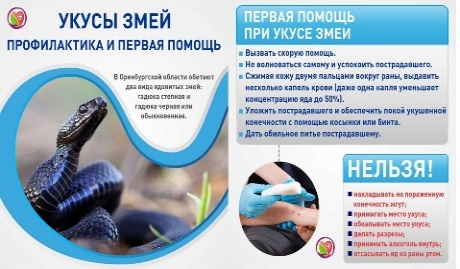 УКУСЫ ЗМЕЙ
ПРОФИЛАКТИКА И ПЕРВАЯ ПОМОЩЬ
В Оренбургской области обитают
два вида ядовитых змей:
гадюка степная и
гадюка черная или
обыкновенная.
ПЕРВАЯ ПОМОЩЬ
ПРИ УКУСЕ ЗМЕИ
Вызвать скорую помощь.
Не волноваться самому и успокоить пострадавшего.
Сжимая кожу двумя пальцами вокруг раны, выдавить
несколько капель крови (даже одна капля уменьшает
концентрацию яда до 50%).
Уложить пострадавшего и обеспечить покой укушенной
конечности с помощью косынки или бинта.
Дать обильное питье пострадавшему.
НЕЛЬЗЯ!
накладывать на пораженную
конечность жгут;
прижигать место укуса;
обкалывать место укуса;
делать разрезы;
принимать алкоголь внутрь;
отсасывать яд из раны ртом.